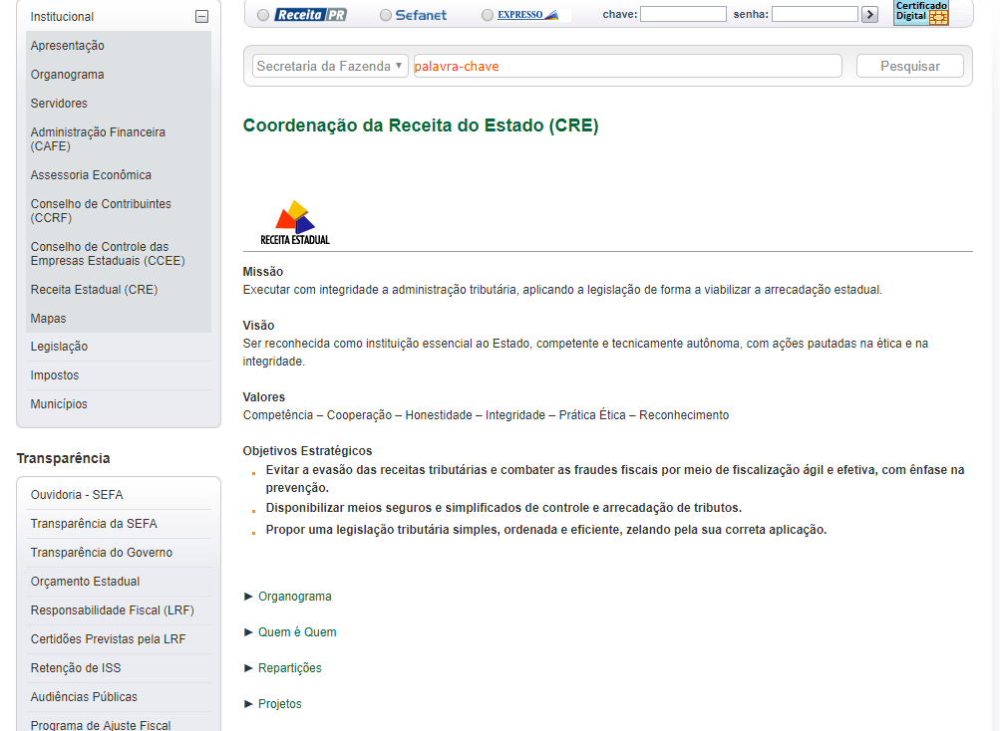 Institucional
Apresentação
Organograma
Servidores
Administração Financeira
(CAFE)
Assessoria Econômica
Conselho de Contribuintes
(CCRF)
Conselho de Controle das
Empresas Estaduais (CCEE)
Receita Estadual (CRE)
Mapas
Legislação
Impostos
Municípios
Transparência
Ouvidoria - SEFA
Transparência da SEFA
Transparência do Governo
Orçamento Estadual
Responsabilidade Fiscal (LRF)
Certidões Previstas pela LRF
Retenção de ISS
Audiências Públicas
Programa de Ajuste Fiscal
Receita PR Sefanet EXPRESSO chave: senha: Certificado
Digital
Secretaria da Fazenda palavra-chave Pesquisar
Coordenação da Receita do Estado (CRE)
RECEITA ESTADUAL
Missão
Executar com integridade a administração tributária, aplicando a legislação de forma a viabilizar a arrecadação estadual.
Visão
Ser reconhecida como instituição essencial ao Estado, competente e tecnicamente autônoma, com ações pautadas na ética e na
integridade.
Valores
Competência – Cooperação – Honestidade – Integridade – Prática Ética – Reconhecimento
Objetivos Estratégicos
Evitar a evasão das receitas tributárias e combater as fraudes fiscais por meio de fiscalização ágil e efetiva, com ênfase na
prevenção.
Disponibilizar meios seguros e simplificados de controle e arrecadação de tributos.
Propor uma legislação tributária simples, ordenada e eficiente, zelando pela sua correta aplicação.
► Organograma
► Quem é Quem
► Repartições
► Projetos